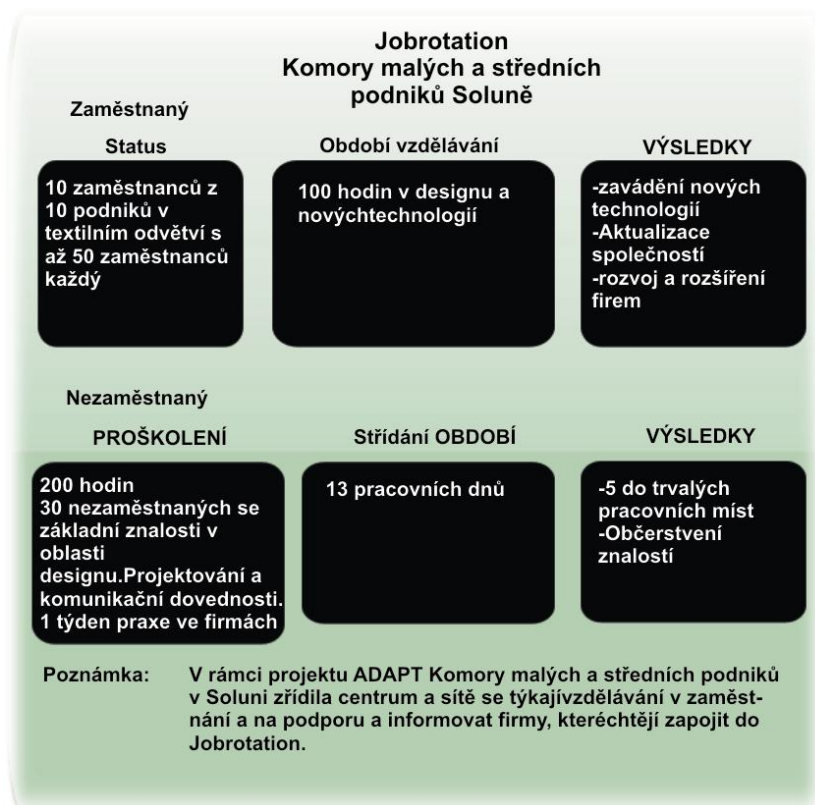 Jobrotation
Komory malých a středních
podniků Soluně
Zaměstnaný
Status
10 zaměstnanců z
10 podniků v
textilním odvětví s
až 50 zaměstnanců
každý
Období vzdělávání
100 hodin v designu a
novýchtechnologií
VÝSLEDKY
-zavádění nových
technologií
-Aktualizace
společností
-rozvoj a rozšíření
firem
Nezaměstnaný
PROŠKOLENÍ
200 hodin
30 nezaměstnaných se
základní znalosti v
oblasti
designu.Projektování a
komunikační dovednosti.
1 týden praxe ve firmách
Střídání OBDOBÍ
13 pracovních dnů
VÝSLEDKY
-5 do trvalých
pracovních míst
-Občerstvení
znalostí
Poznámka: V rámci projektu ADAPT Komory malých a středních podniků
v Soluni zřídila centrum a sítě se týkajívzdělávání v zaměst-
nání a na podporu a informovat firmy, kteréchtějí zapojit do
Jobrotation.